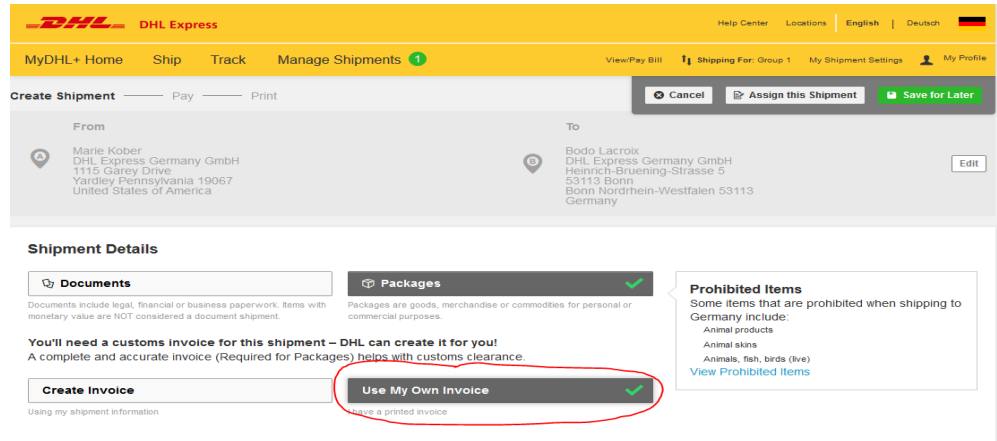 DHL DHL Express
Help Center Locations English | Deutsch
MyDHL+ Home Ship Track Manage Shipments 1
View/Pay Bill Shipping For: Group 1 My Shipment Settings My Profile
Create Shipment Pay Print
Cancel Assign this Shipment Save for Later
From
A
Marie Kober
DHL Express Germany GmbH
1115 Garey Drive
Yardley Pennsylvania 19067
United States of America
To
B
Bodo Lacroix
DHL Express Germany GmbH
Heinrich-Bruening-Strasse 5
53113 Bonn
Bonn Nordrhein-Westfalen 53113
Germany
Edit
Shipment Details
Documents
Documents include legal, financial or business paperwork. Items with
monetary value are NOT considered a document shipment.
Packages
Packages are goods, merchandise or commodities for personal or
commercial purposes.
You'll need a customs invoice for this shipment – DHL can create it for you!
A complete and accurate invoice (Required for Packages) helps with customs clearance.
Create Invoice
Using my shipment information
Use My Own Invoice
I have a printed invoice
Prohibited Items
Some items that are prohibited when shipping to
Germany include:
Animal products
Animal skins
Animals, fish, birds (live)
View Prohibited Items